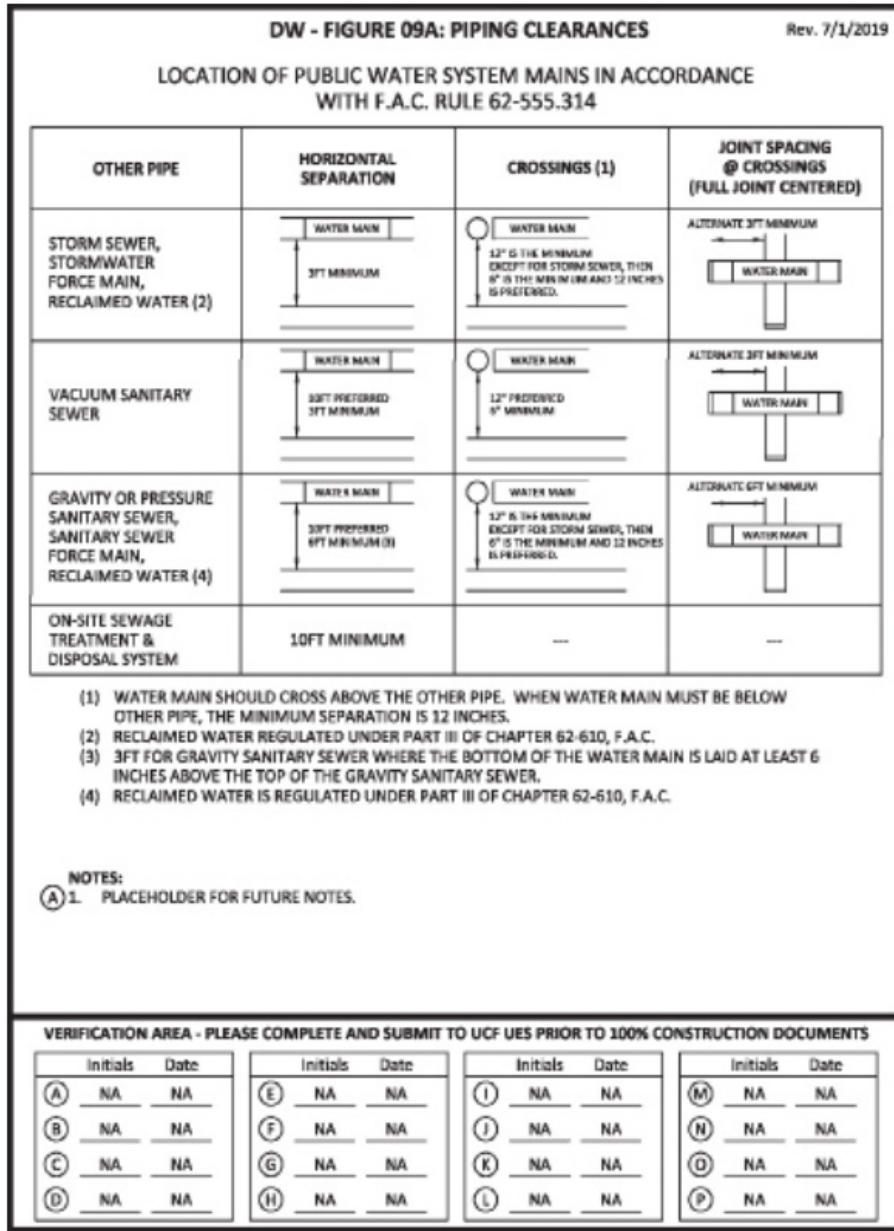 DW - FIGURE 09A: PIPING CLEARANCES
Rev. 7/1/2019
LOCATION OF PUBLIC WATER SYSTEM MAINS IN ACCORDANCE
WITH F.A.C. RULE 62-555.314
OTHER PIPE
HORIZONTAL
SEPARATION
CROSSINGS (1)
JOINT SPACING
@ CROSSINGS
(FULL JOINT CENTERED)
STORM SEWER,
STORMWATER
FORCE MAIN,
RECLAIMED WATER (2)
WATER MAIN
3FT MINIMUM
WATER MAIN
12" IS THE MINIMUM
EXCEPT FOR STORM SEWER, THEN
6" IS THE MINIMUM AND 12 INCHES
IS PREFERRED.
ALTERNATE 3FT MINIMUM
WATER MAIN
VACUUM SANITARY
SEWER
WATER MAIN
10FT PREFERRED
3FT MINIMUM
WATER MAIN
12" PREFERRED
6" MINIMUM
ALTERNATE 3FT MINIMUM
WATER MAIN
GRAVITY OR PRESSURE
SANITARY SEWER,
SANITARY SEWER
FORCE MAIN,
RECLAIMED WATER (4)
WATER MAIN
10FT PREFERRED
6FT MINIMUM (3)
WATER MAIN
12" IS THE MINIMUM
EXCEPT FOR STORM SEWER, THEN
6" IS THE MINIMUM AND 12 INCHES
IS PREFERRED.
ALTERNATE 6FT MINIMUM
WATER MAIN
ON-SITE SEWAGE
TREATMENT &
DISPOSAL SYSTEM
10FT MINIMUM
---
---
(1) WATER MAIN SHOULD CROSS ABOVE THE OTHER PIPE. WHEN WATER MAIN MUST BE BELOW
OTHER PIPE, THE MINIMUM SEPARATION IS 12 INCHES.
(2) RECLAIMED WATER REGULATED UNDER PART III OF CHAPTER 62-610, F.A.C.
(3) 3FT FOR GRAVITY SANITARY SEWER WHERE THE BOTTOM OF THE WATER MAIN IS LAID AT LEAST 6
INCHES ABOVE THE TOP OF THE GRAVITY SANITARY SEWER.
(4) RECLAIMED WATER IS REGULATED UNDER PART III OF CHAPTER 62-610, F.A.C.
NOTES:
A 1. PLACEHOLDER FOR FUTURE NOTES.
VERIFICATION AREA - PLEASE COMPLETE AND SUBMIT TO UCF UES PRIOR TO 100% CONSTRUCTION DOCUMENTS
Initials Date Initials Date Initials Date Initials Date
A NA NA E NA NA I NA NA M NA NA
B NA NA F NA NA J NA NA N NA NA
C NA NA G NA NA K NA NA O NA NA
D NA NA H NA NA L NA NA P NA NA